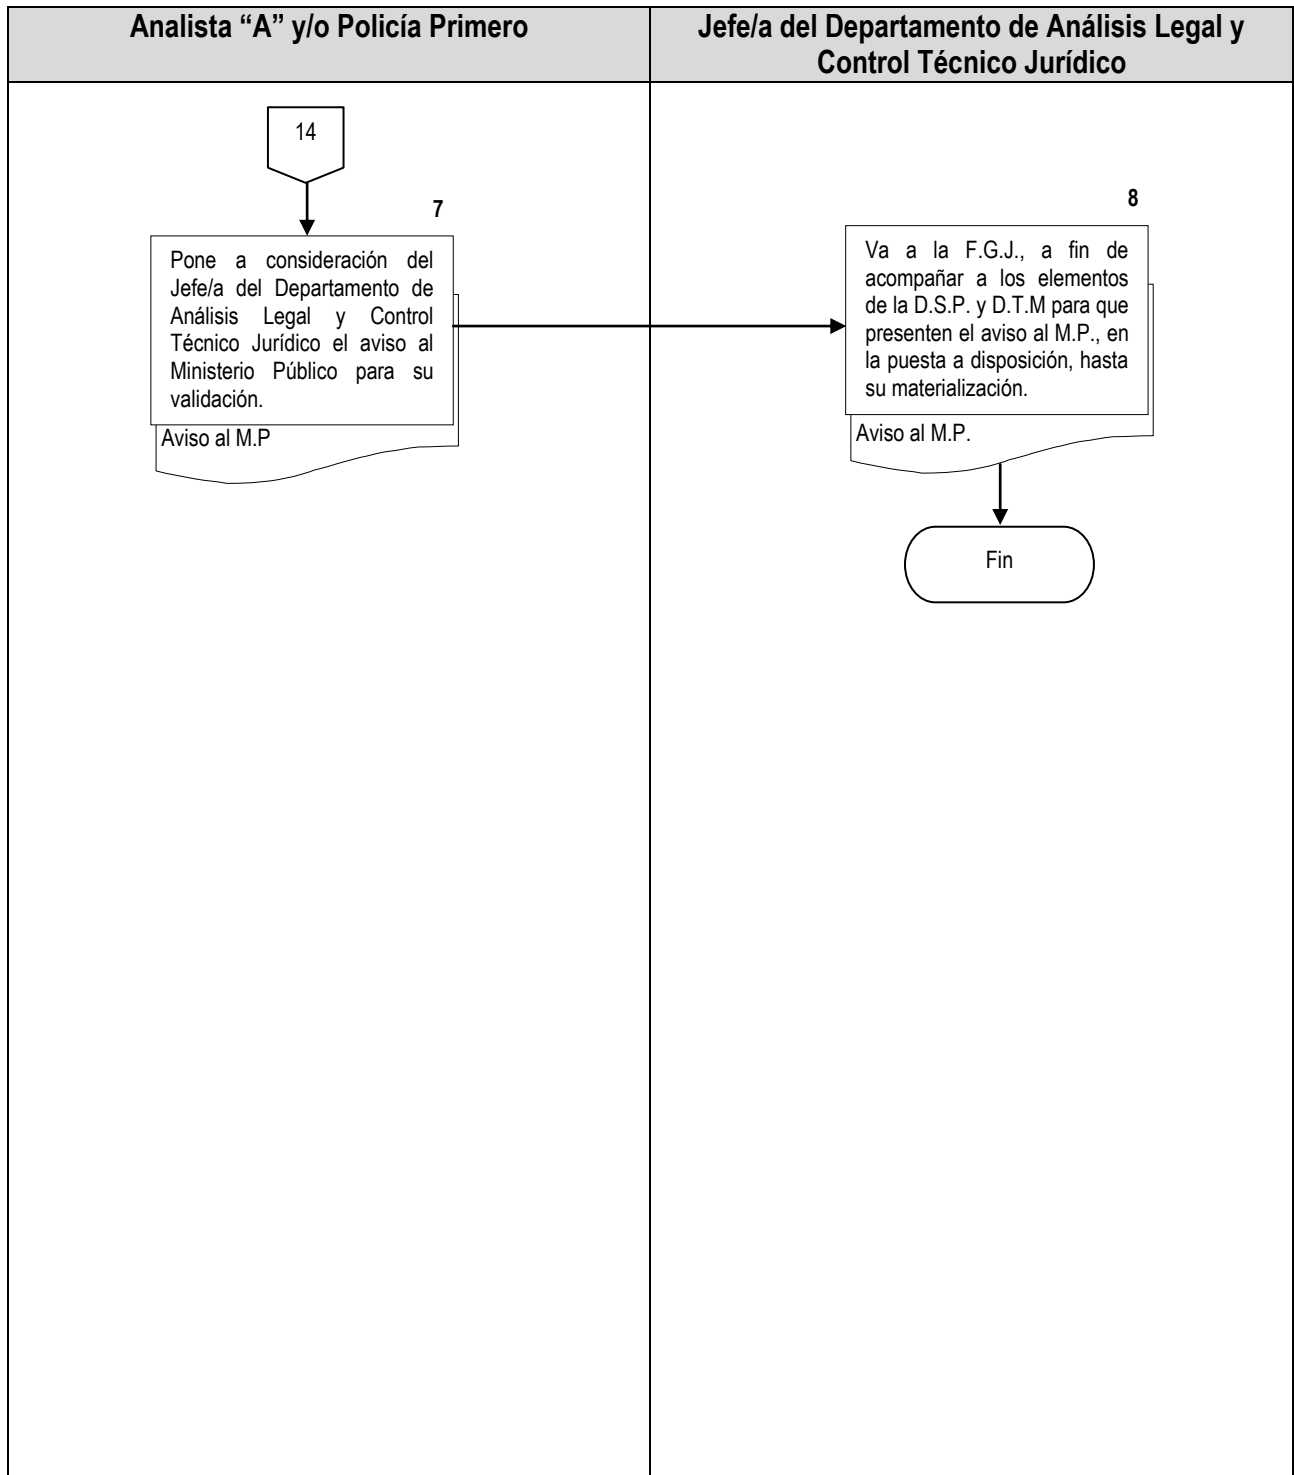 Analista “A” y/o Policía Primero
Jefe/a del Departamento de Análisis Legal y
Control Técnico Jurídico
14
7
Pone a consideración del
Jefe/a del Departamento de
Análisis Legal y Control
Técnico Jurídico el aviso al
Ministerio Público para su
validación.
Aviso al M.P
8
Va a la F.G.J., a fin de
acompañar a los elementos
de la D.S.P. y D.T.M para que
presenten el aviso al M.P., en
la puesta a disposición, hasta
su materialización.
Aviso al M.P.
Fin